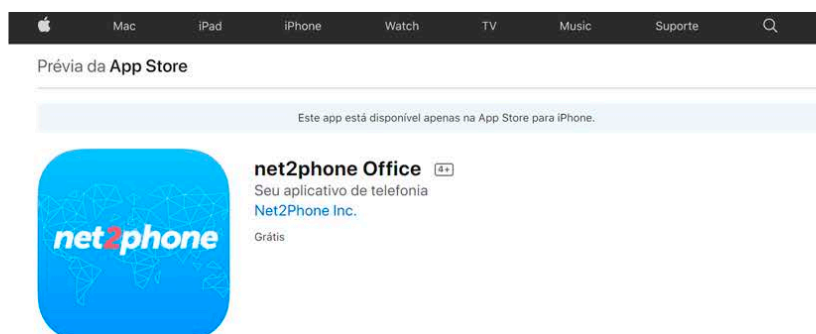 Mac iPad iPhone Watch TV Music Suporte
Prévia da App Store
Este app está disponível apenas na App Store para iPhone.
net2phone
net2phone Office 4+
Seu aplicativo de telefonia
Net2Phone Inc.
Grátis